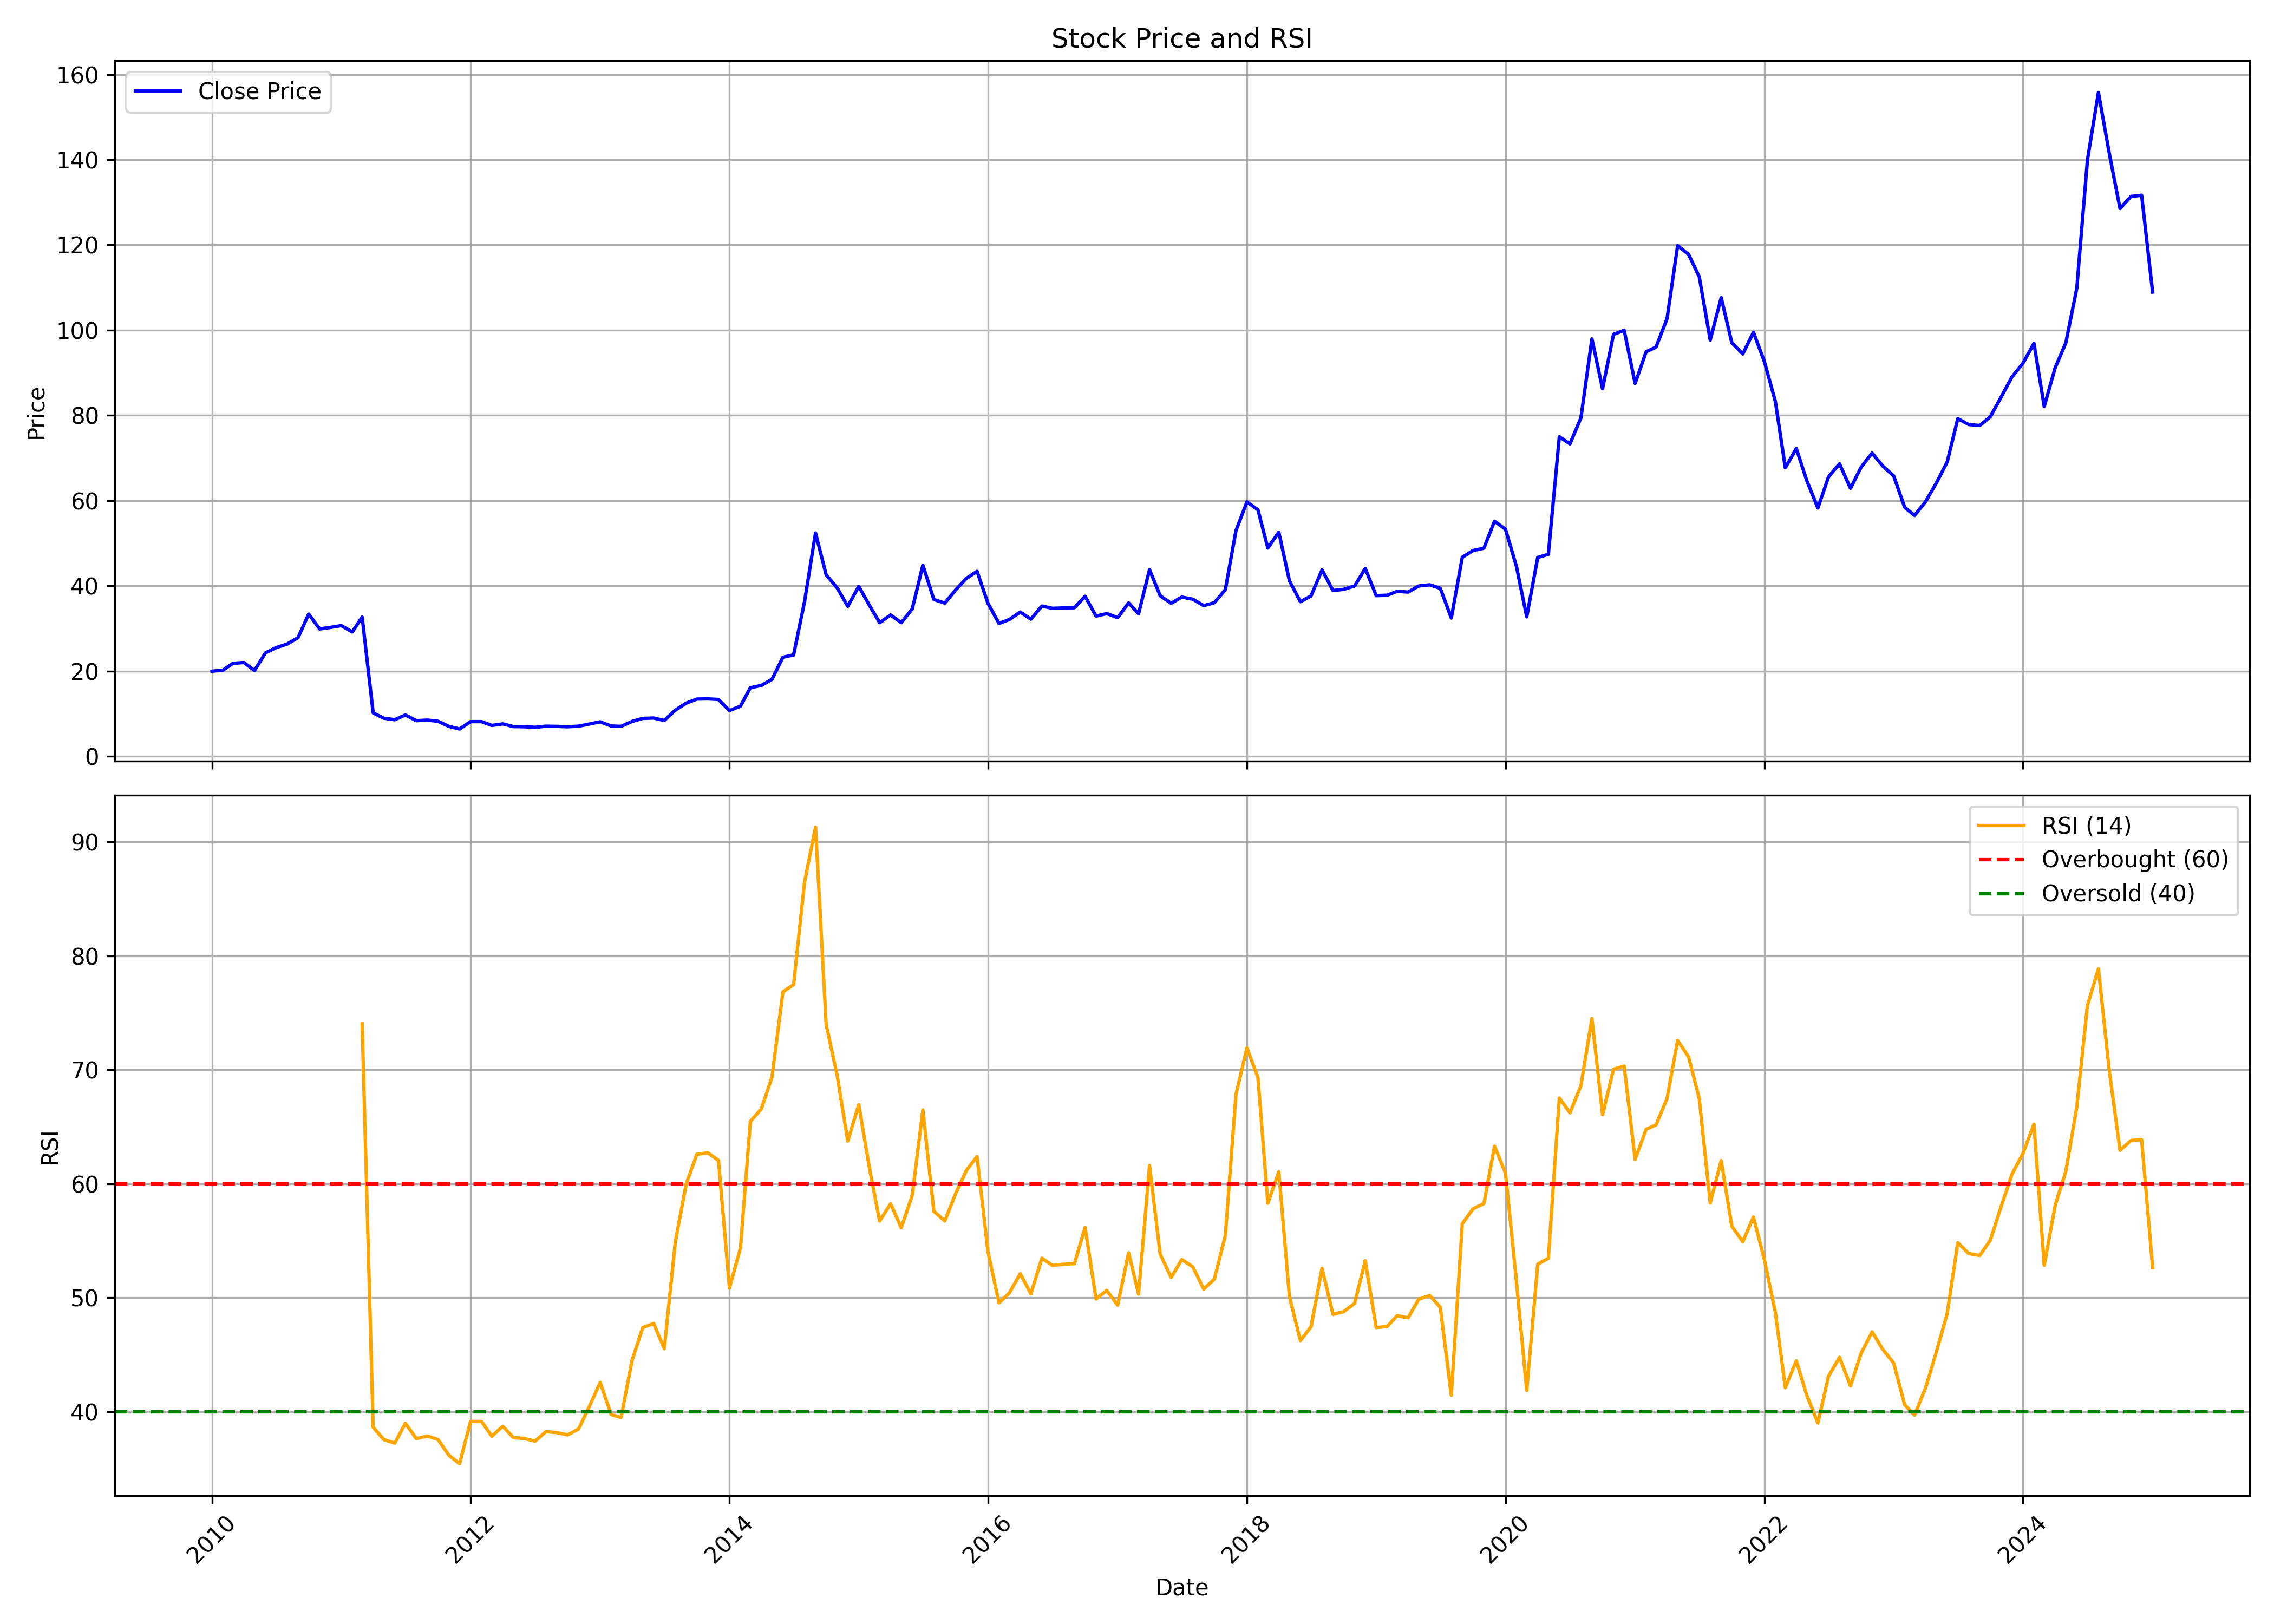 Stock Price and RSI
Close Price
160
140
120
100
80
60
40
20
0
Price
RSI (14)
Overbought (60)
Oversold (40)
90
80
70
60
50
40
RSI
2010
2012
2014
2016
2018
2020
2022
2024
Date